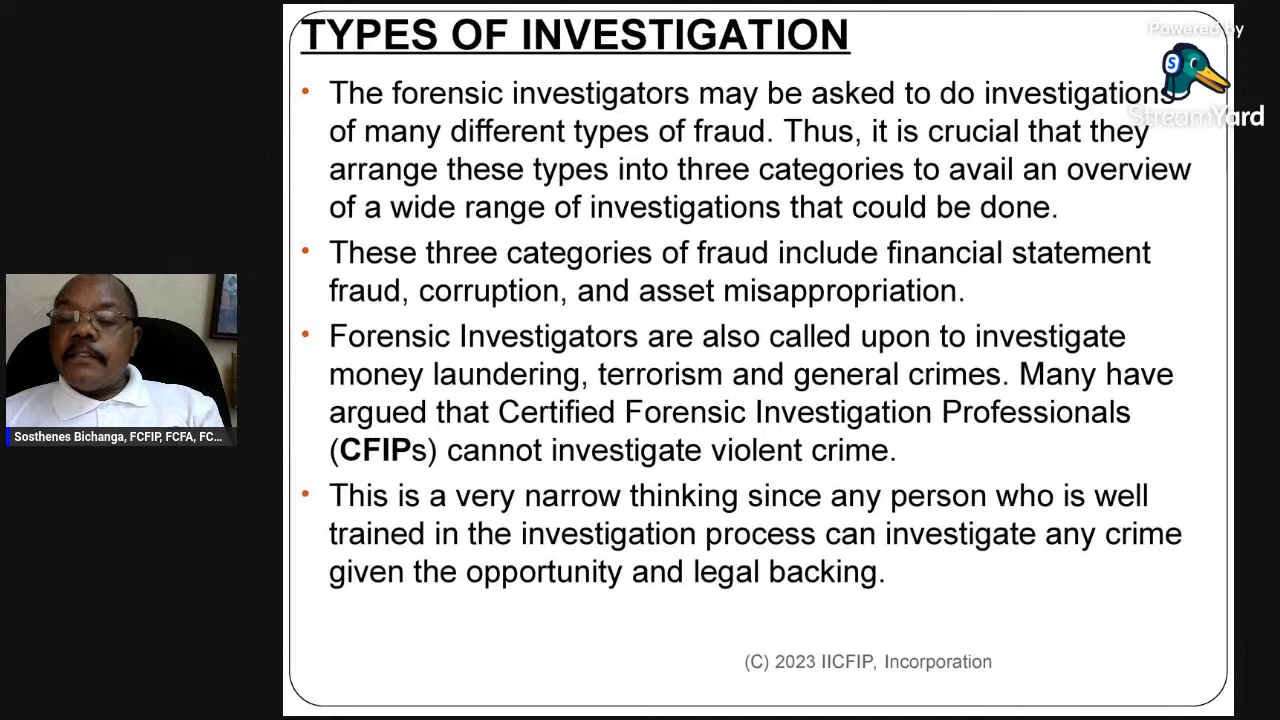 TYPES OF INVESTIGATION
• The forensic investigators may be asked to do investigations
of many different types of fraud. Thus, it is crucial that they
arrange these types into three categories to avail an overview
of a wide range of investigations that could be done.
• These three categories of fraud include financial statement
fraud, corruption, and asset misappropriation.
• Forensic Investigators are also called upon to investigate
money laundering, terrorism and general crimes. Many have
argued that Certified Forensic Investigation Professionals
(CFIPs) cannot investigate violent crime.
• This is a very narrow thinking since any person who is well
trained in the investigation process can investigate any crime
given the opportunity and legal backing.
(C) 2023 IICFIP, Incorporation
Powered by
S
StreamYard
Sosthenes Bichanga, FCFIP, FCFA, FC...